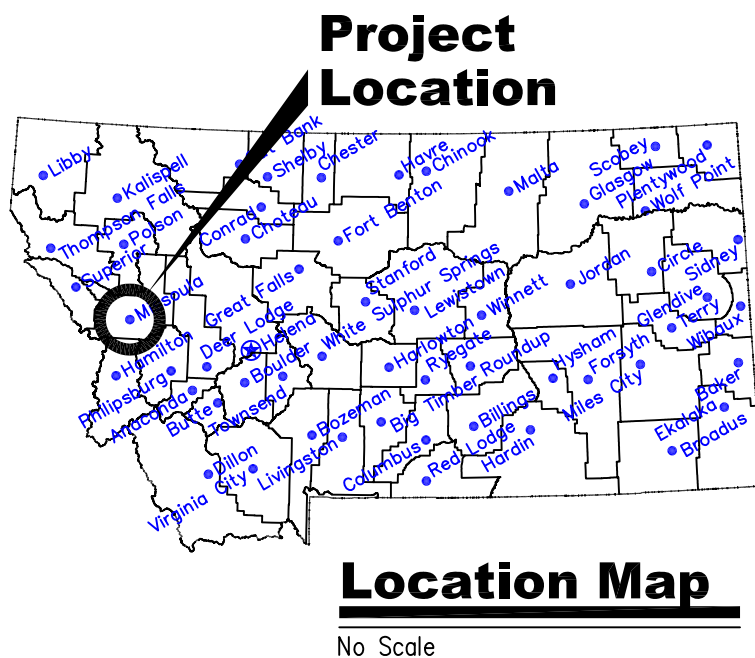 Project
Location
Libby
Kalispell
Bank
Shelby
Chester
Havre
Chinook
Malta
Scobey
Glasgow
Plentywood
Wolf Point
Thompson Falls
Polson
Conrad
Choteau
Fort Benton
Superior
Missoula
Great Falls
Stanford
White Sulphur Springs
Lewistown
Winnett
Jordan
Circle
Sidney
Glendive
Terry
Wibaux
Hamilton
Deer Lodge
Helena
Philipsburg
Anaconda
Butte
Boulder
Townsend
Harlowton
Ryegate
Roundup
Hysham
Forsyth
Miles City
Baker
Ekalaka
Broadus
Bozeman
Big Timber
Billings
Livingston
Columbus
Red Lodge
Hardin
Dillon
Virginia City
Location Map
No Scale